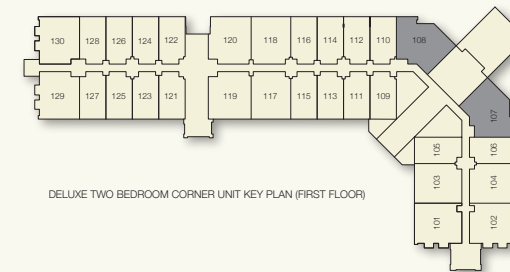 130 128 126 124 122 120 118 116 114 112 110 108
129 127 125 123 121 119 117 115 113 111 109 107
105 106
103 104
101 102
DELUXE TWO BEDROOM CORNER UNIT KEY PLAN (FIRST FLOOR)